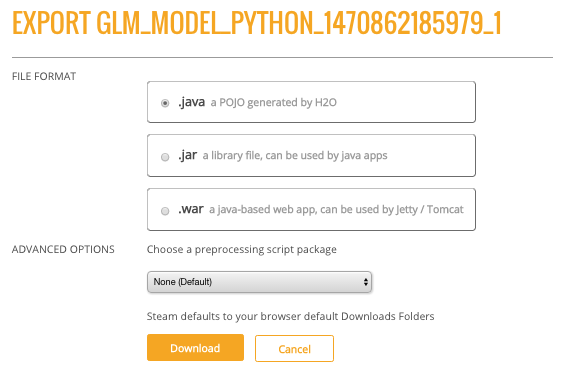 EXPORT GLM_MODEL_PYTHON_1470862185979_1
FILE FORMAT
.java a POJO generated by H2O
.jar a library file, can be used by java apps
.war a java-based web app, can be used by Jetty / Tomcat
ADVANCED OPTIONS Choose a preprocessing script package
None (Default)
Steam defaults to your browser default Downloads Folders
Download Cancel